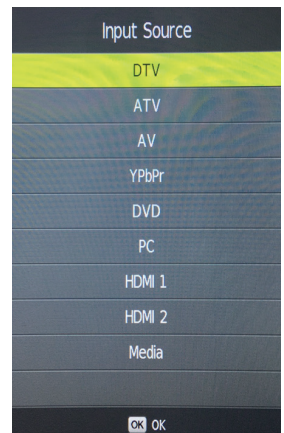 Input Source
DTV
ATV
AV
YPbPr
DVD
PC
HDMI 1
HDMI 2
Media
OK OK